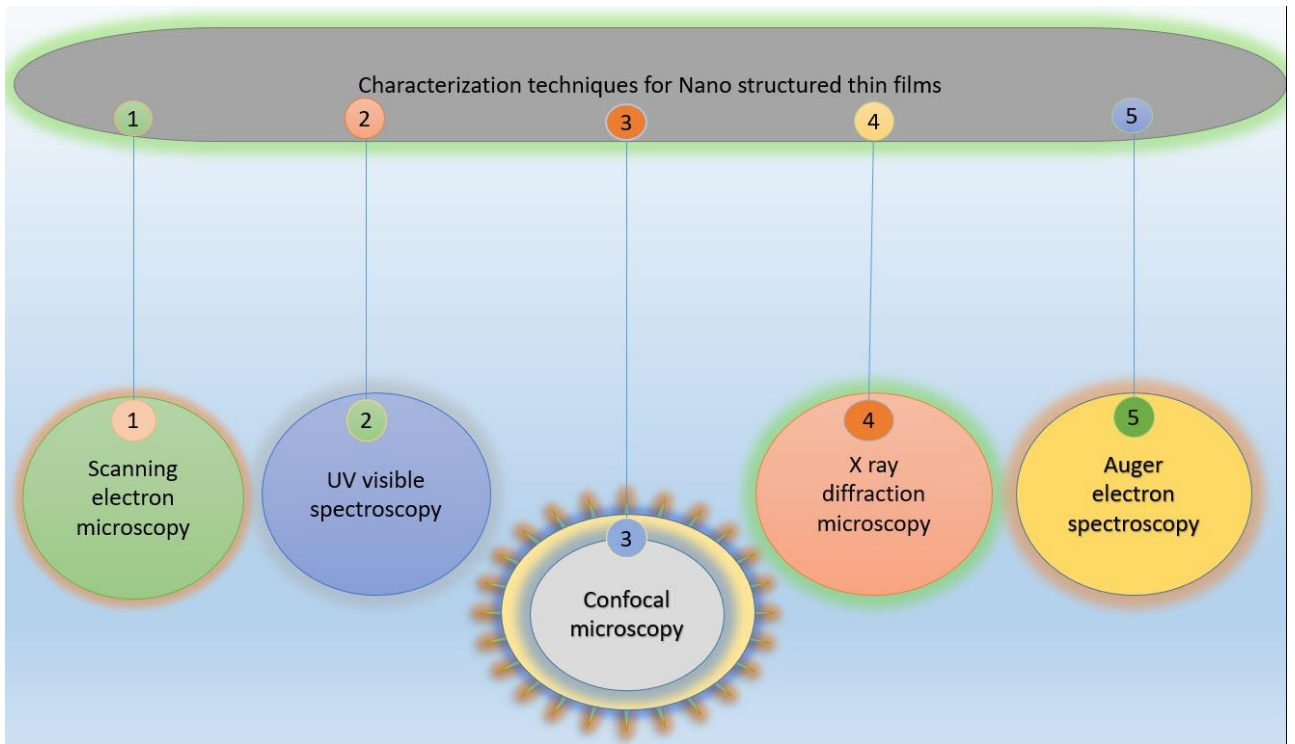 Characterization techniques for Nano structured thin films
1
2
3
4
5
1
Scanning
electron
microscopy
2
UV visible
spectroscopy
3
Confocal
microscopy
4
X ray
diffraction
microscopy
5
Auger
electron
spectroscopy